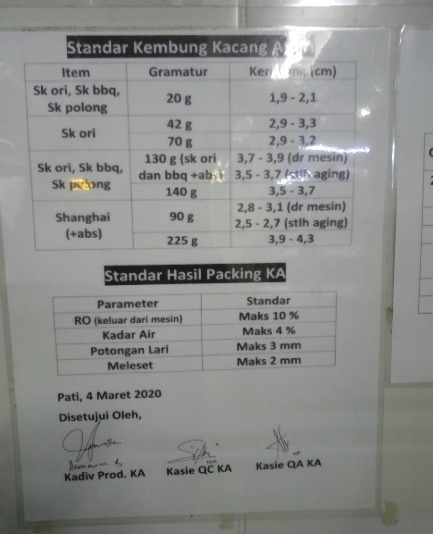 Standar Kembung Kacang
Item Gramatur (cm)
Sk ori, Sk bbq, Sk polong 20 g 1,9 - 2,1
Sk ori 42 g 2,9 - 3,3
70 g 2,9 - 3,2
Sk ori, Sk bbq, Sk polong 130 g (sk ori dan bbq +abs) 3,7 - 3,9 (dr mesin)
3,5 - 3,7 (stlh aging)
140 g 3,5 - 3,7
Shanghai (+abs) 90 g 2,8 - 3,1 (dr mesin)
2,5 - 2,7 (stlh aging)
225 g 3,9 - 4,3
Standar Hasil Packing KA
Parameter Standar
RO (keluar dari mesin) Maks 10 %
Kadar Air Maks 4 %
Potongan Lari Maks 3 mm
Meleset Maks 2 mm
Pati, 4 Maret 2020
Disetujui Oleh,
Kadiv Prod. KA Kasie QC KA Kasie QA KA